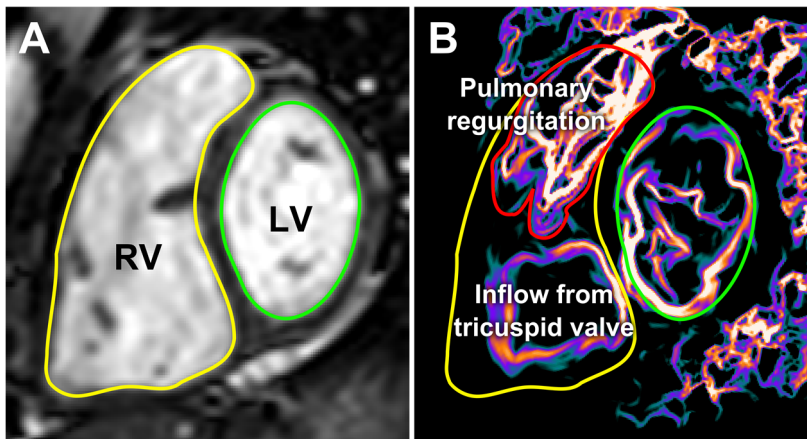 A
RV
LV
B
Pulmonary
regurgitation
Inflow from
tricuspid valve